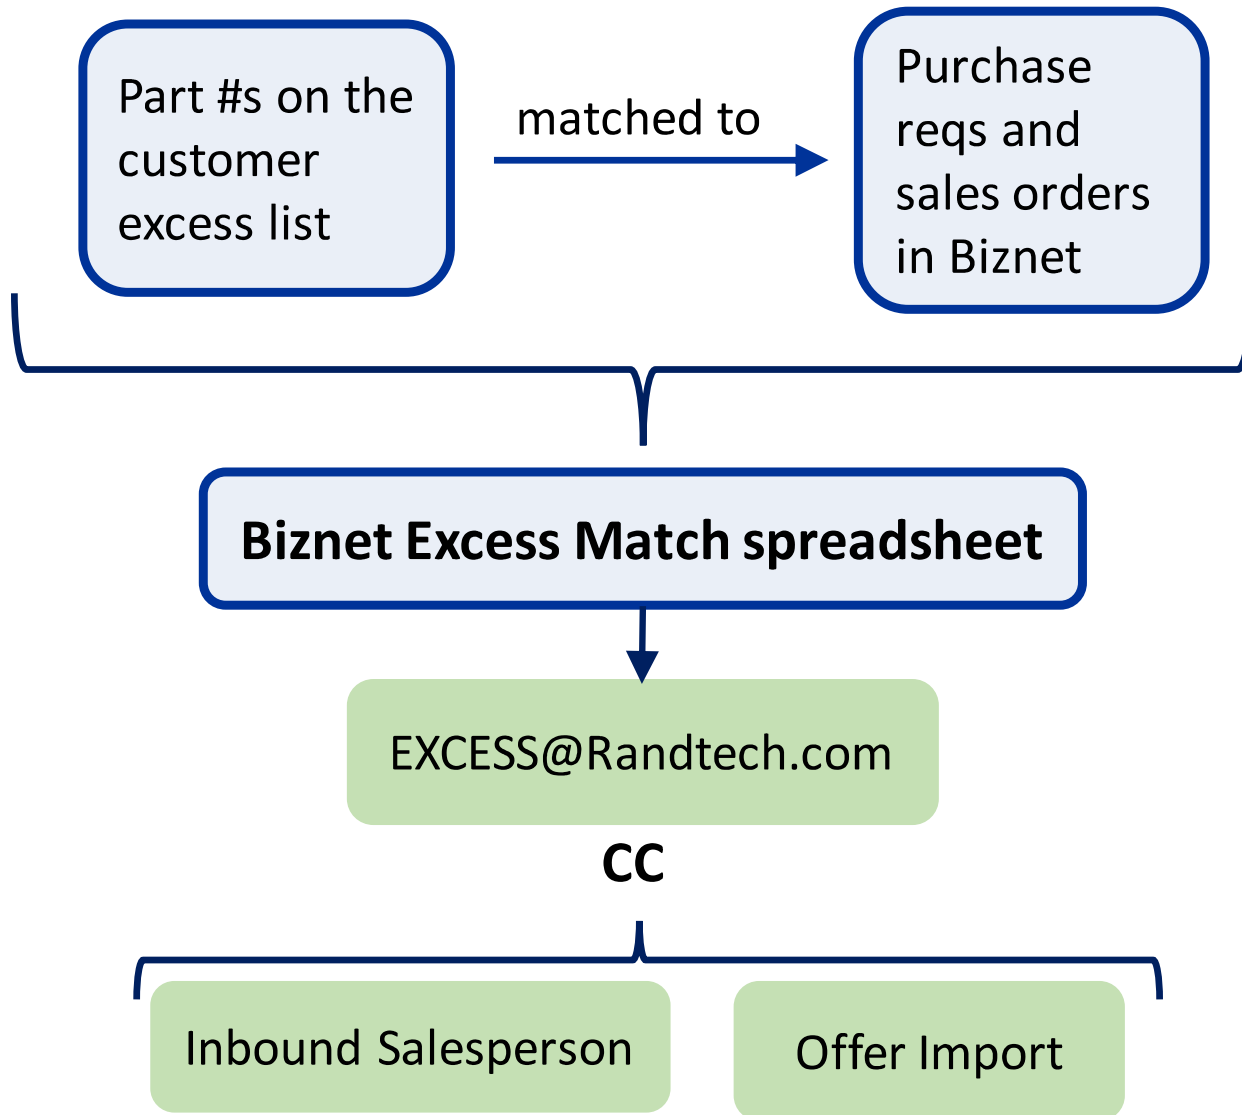 Part #s on the
customer
excess list
matched to
Purchase
reqs and
sales orders
in Biznet
Biznet Excess Match spreadsheet
EXCESS@Randtech.com
CC
Inbound Salesperson
Offer Import